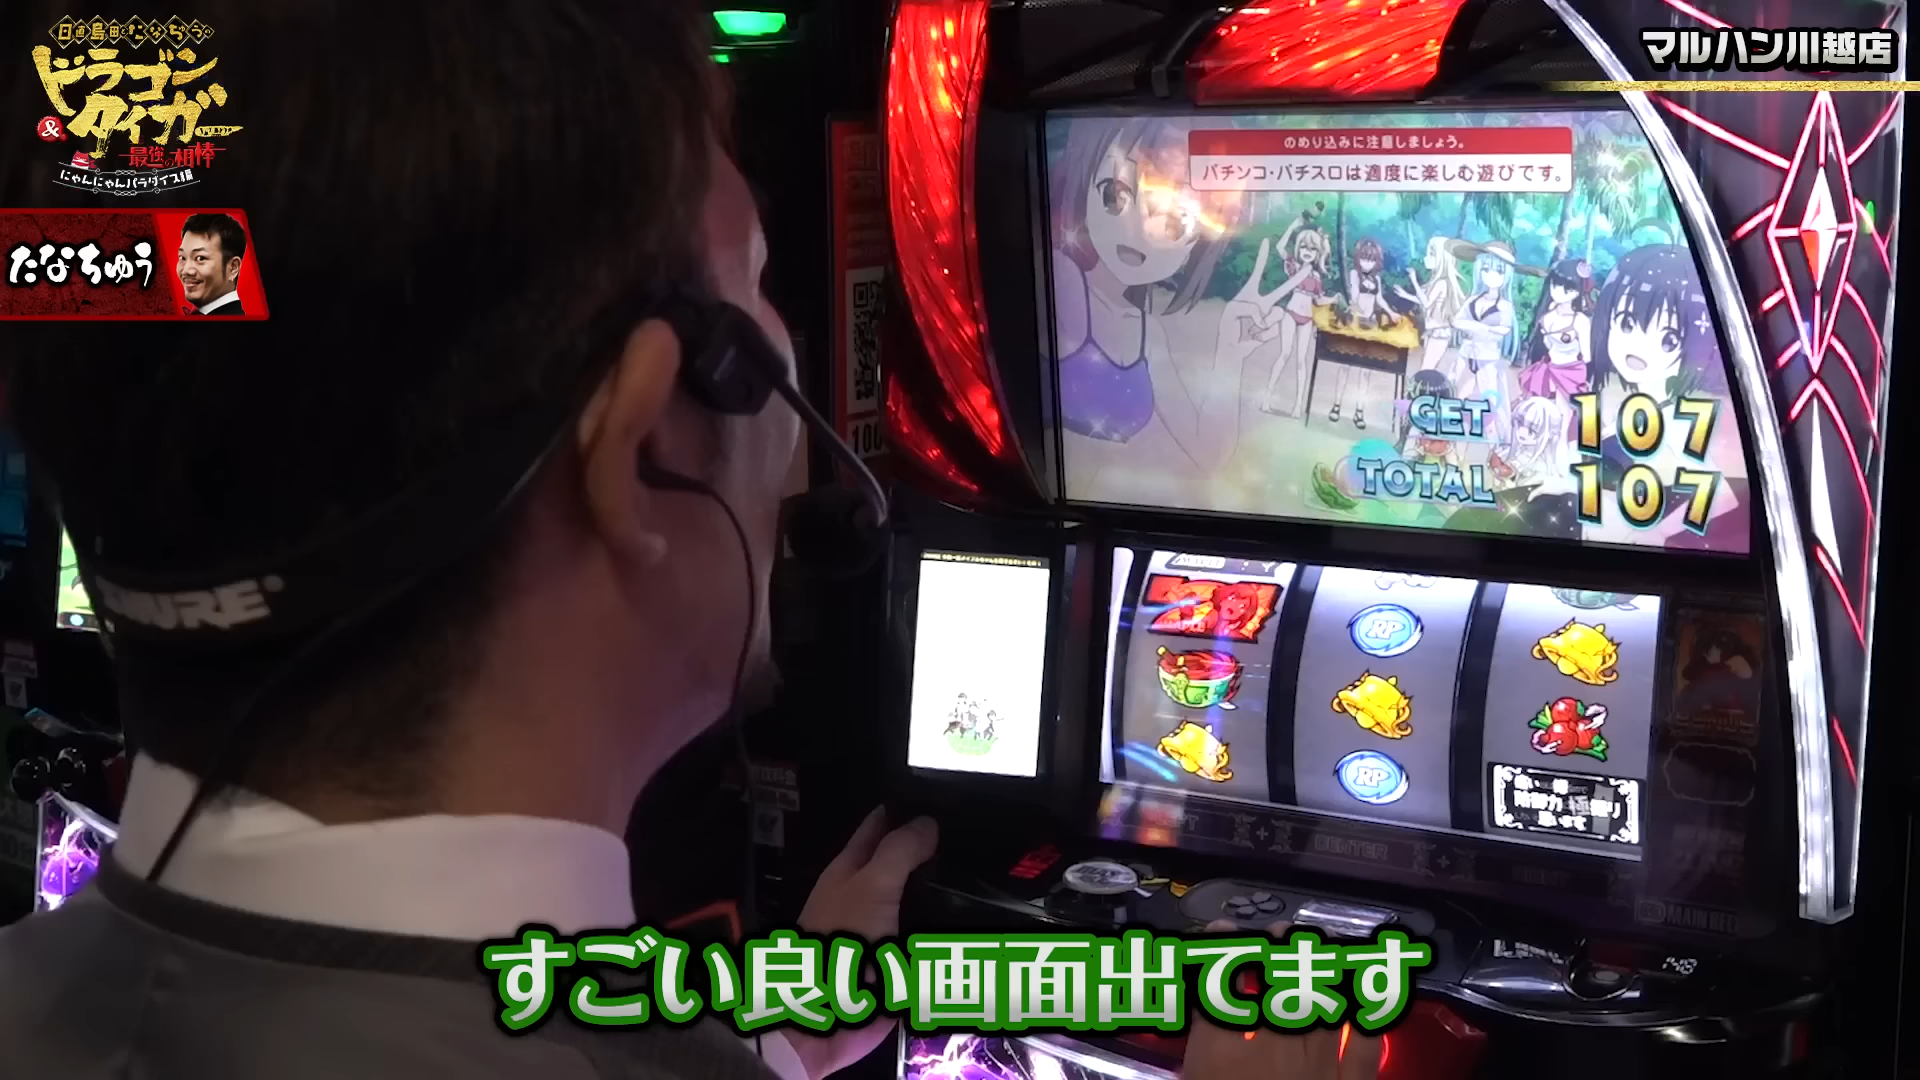 日直島田とたなちゅうの
ドラゴン
&タイガー
最強の相棒
にゃんにゃんパラダイス編
たなちゅう
マルハン川越店
のめり込みに注意しましょう。
パチンコ・パチスロは適度に楽しむ遊びです。
GET 107
TOTAL 107
SHURE
RP
RP
CENTER
すごい良い画面出てます